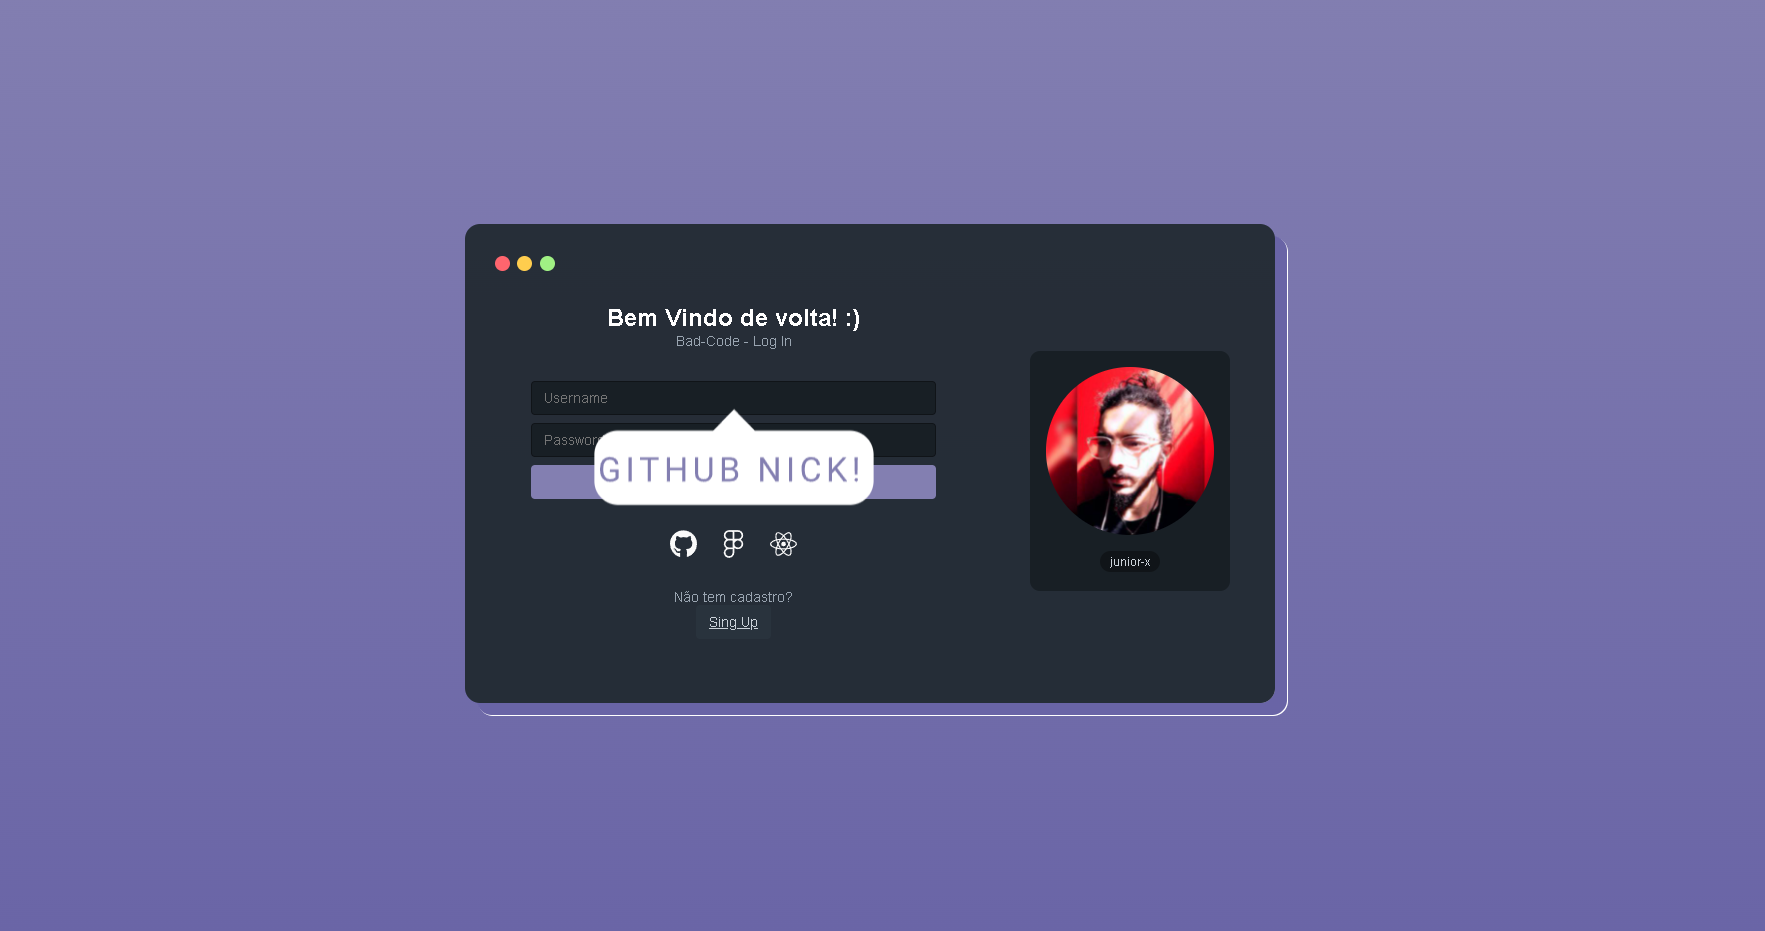 Bem Vindo de volta! :)
Bad-Code - Log In
Username
Passwor
GITHUB NICK!
Não tem cadastro?
Sing Up
junior-x